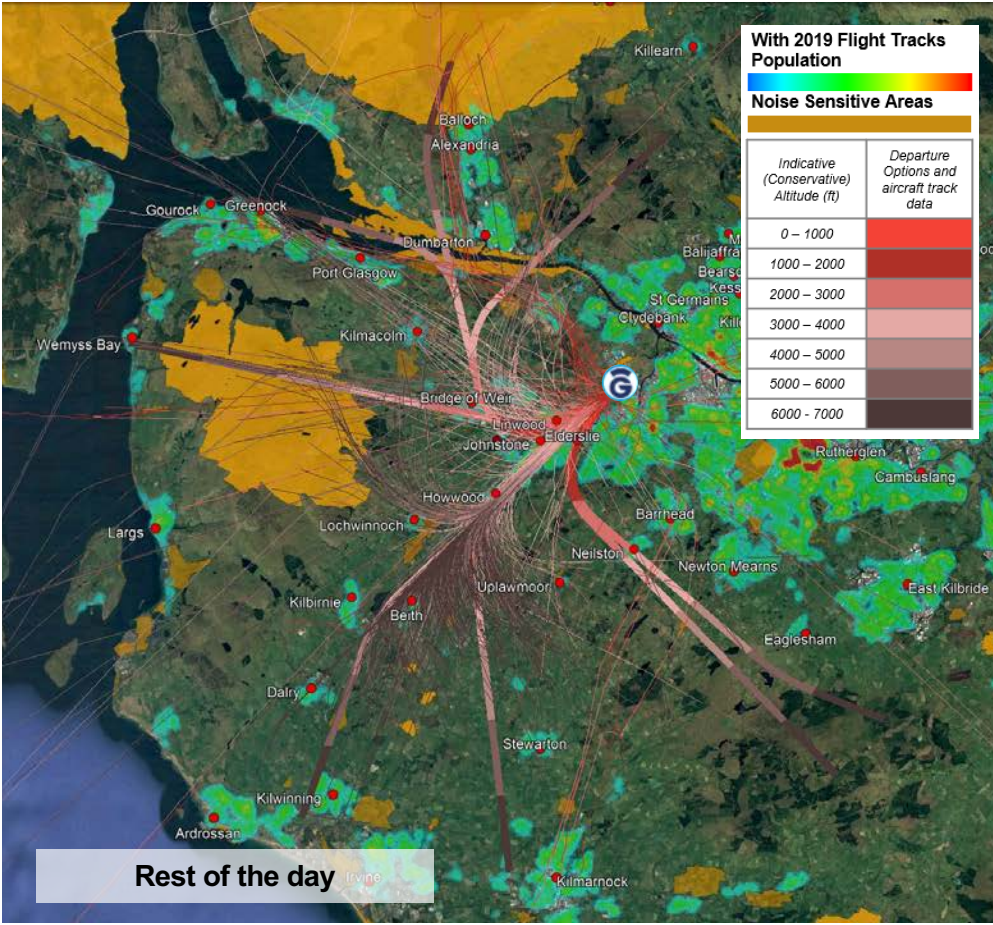 Killearn
With 2019 Flight Tracks
Population
Noise Sensitive Areas
Indicative
(Conservative)
Altitude (ft)
Departure
Options and
aircraft track
data
0 – 1000
1000 – 2000
2000 – 3000
3000 – 4000
4000 – 5000
5000 – 6000
6000 - 7000
Balloch
Alexandria
Gourock
Greenock
Dumbarton
Port Glasgow
M
Balijaffra
Bearsd
Kess
St Germains
Clydebank
Kille
Kilmacolm
Wemyss Bay
G
Bridge of Weir
Linwood
Elderslie
Johnstone
Rutherglen
Cambuslang
Howwood
Lochwinnoch
Barrhead
Largs
Neilston
Newton Mearns
Uplawmoor
East Kilbride
Kilbirnie
Beith
Eaglesham
Dalry
Stewarton
Kilwinning
Ardrossan
Rest of the day
Irvine
Kilmarnock